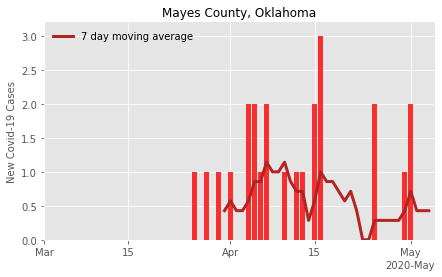 Mayes County, Oklahoma
7 day moving average
New Covid-19 Cases
3.0
2.5
2.0
1.5
1.0
0.5
0.0
Mar 15 Apr 15 May
2020-May